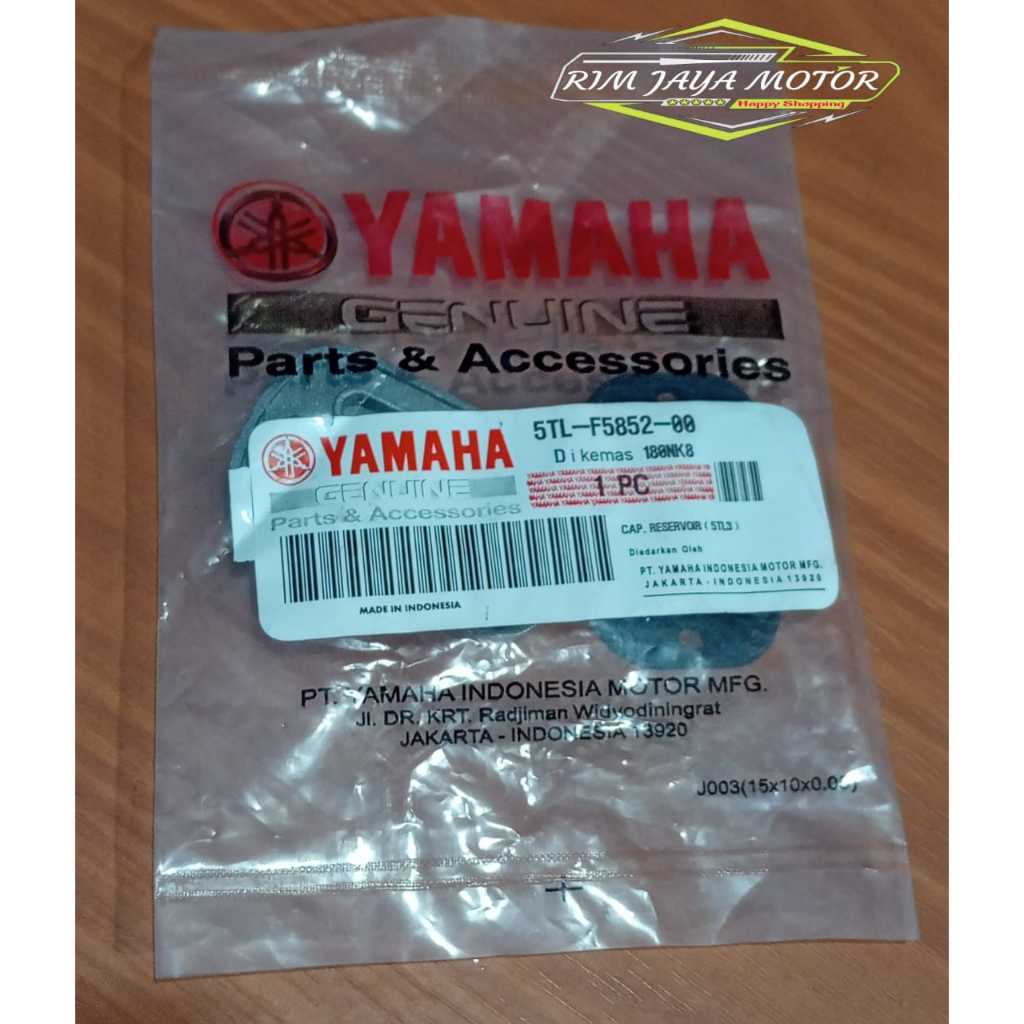 RIM JAYA MOTOR
Happy Shopping
YAMAHA
GENUINE
Parts & Accessories
YAMAHA
GENUINE
Parts & Accessories
MADE IN INDONESIA
5TL-F5852-00
Dikemas 180NK8
1 PC
CAP. RESERVOIR ( 5TL3 )
Diedarkan Oleh
PT. YAMAHA INDONESIA MOTOR MFG.
JAKARTA - INDONESIA 13920
PT. YAMAHA INDONESIA MOTOR MFG.
Jl. DR. KRT. Radjiman Widyodiningrat
JAKARTA - INDONESIA 13920